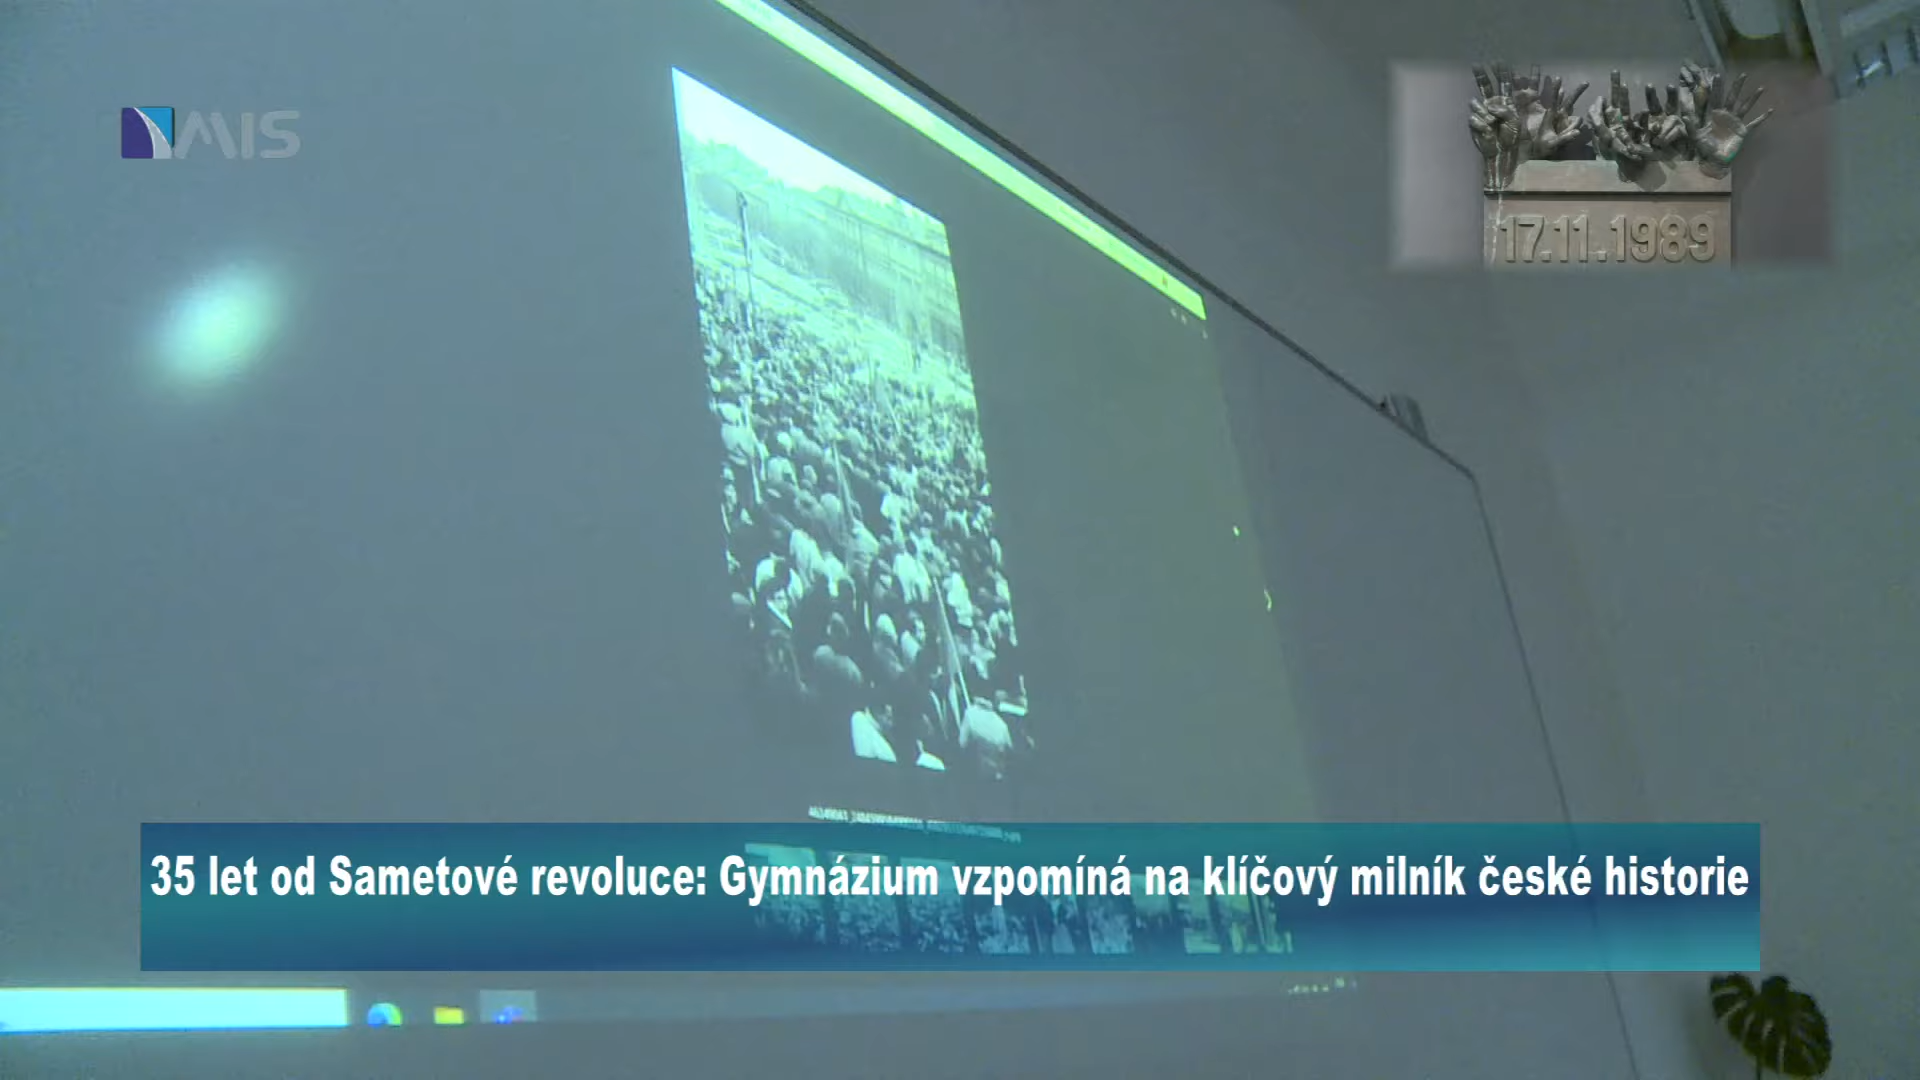 MIS
17.11.1989
35 let od Sametové revoluce: Gymnázium vzpomíná na klíčový milník české historie